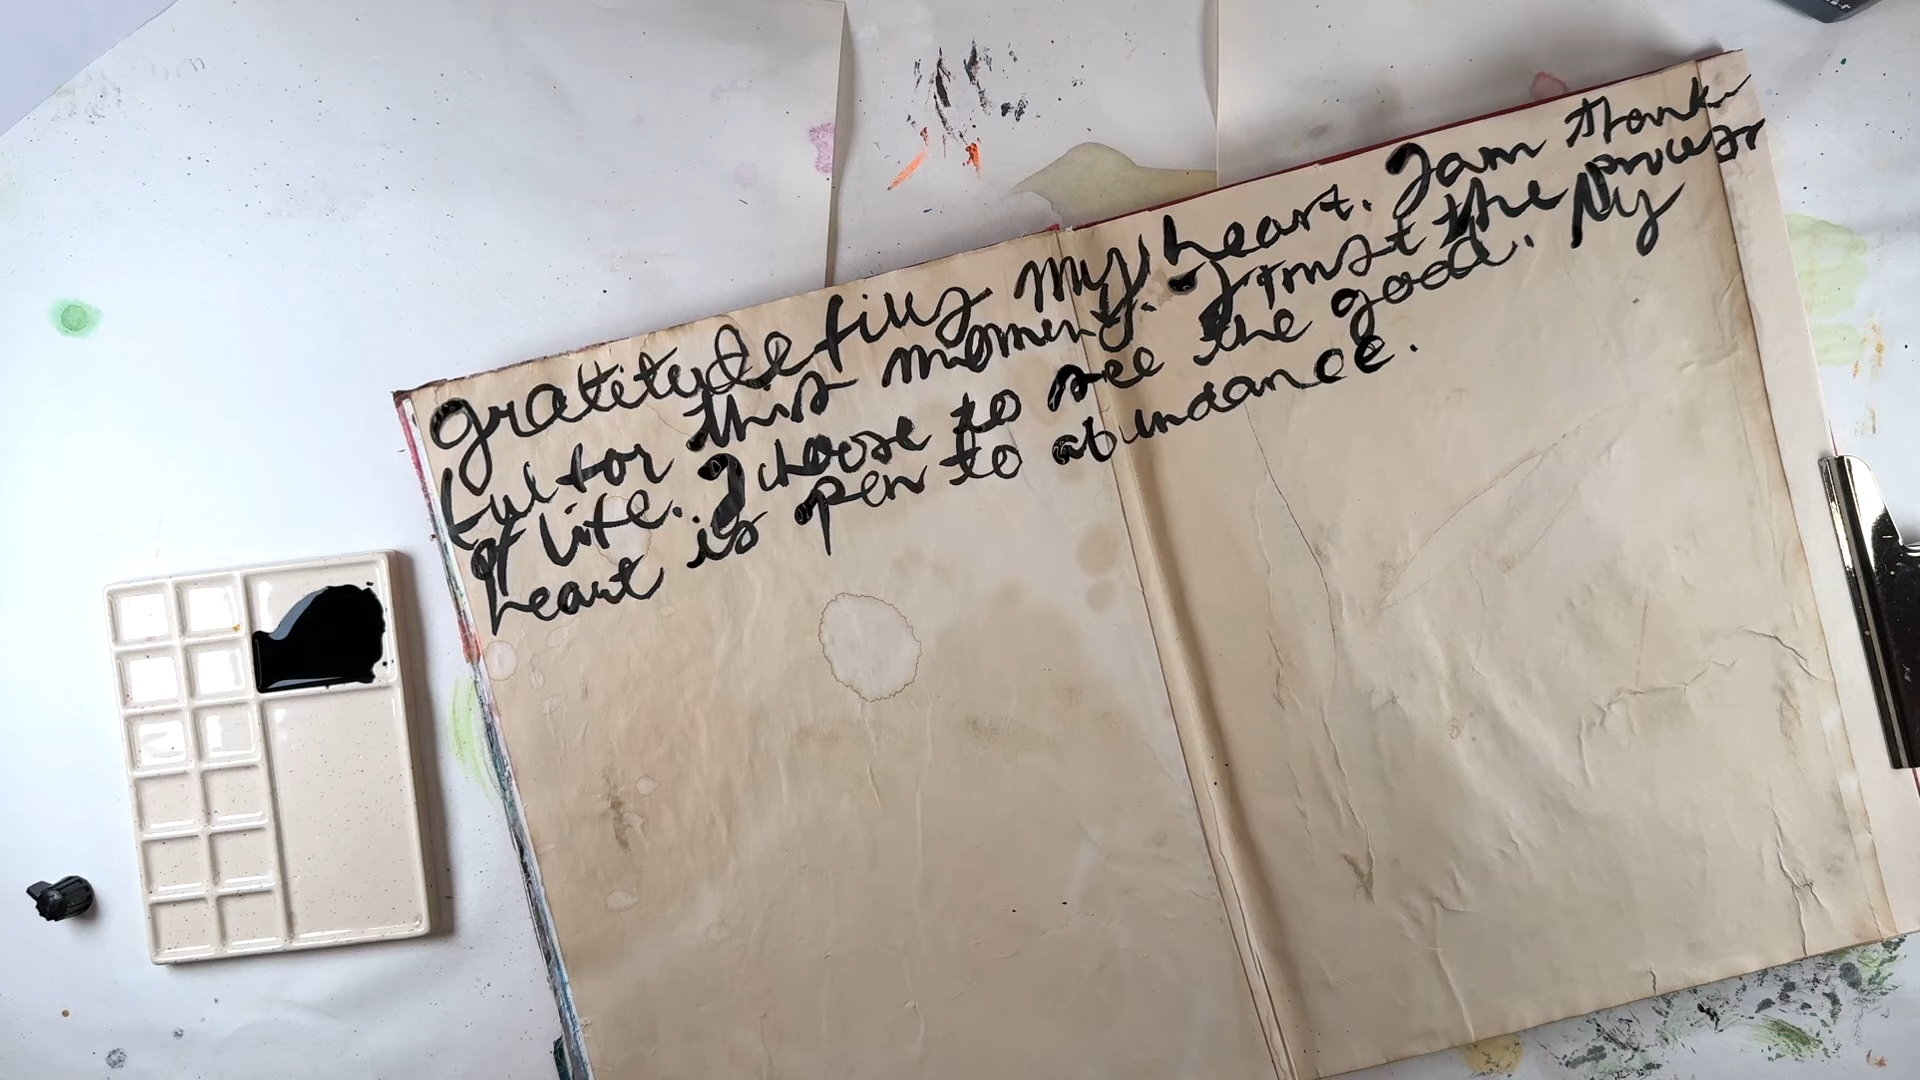 gratitude fills my heart. I am thank
ful for this moment. I trust the process
of life. I choose to see the good. My
heart is open to abundance.